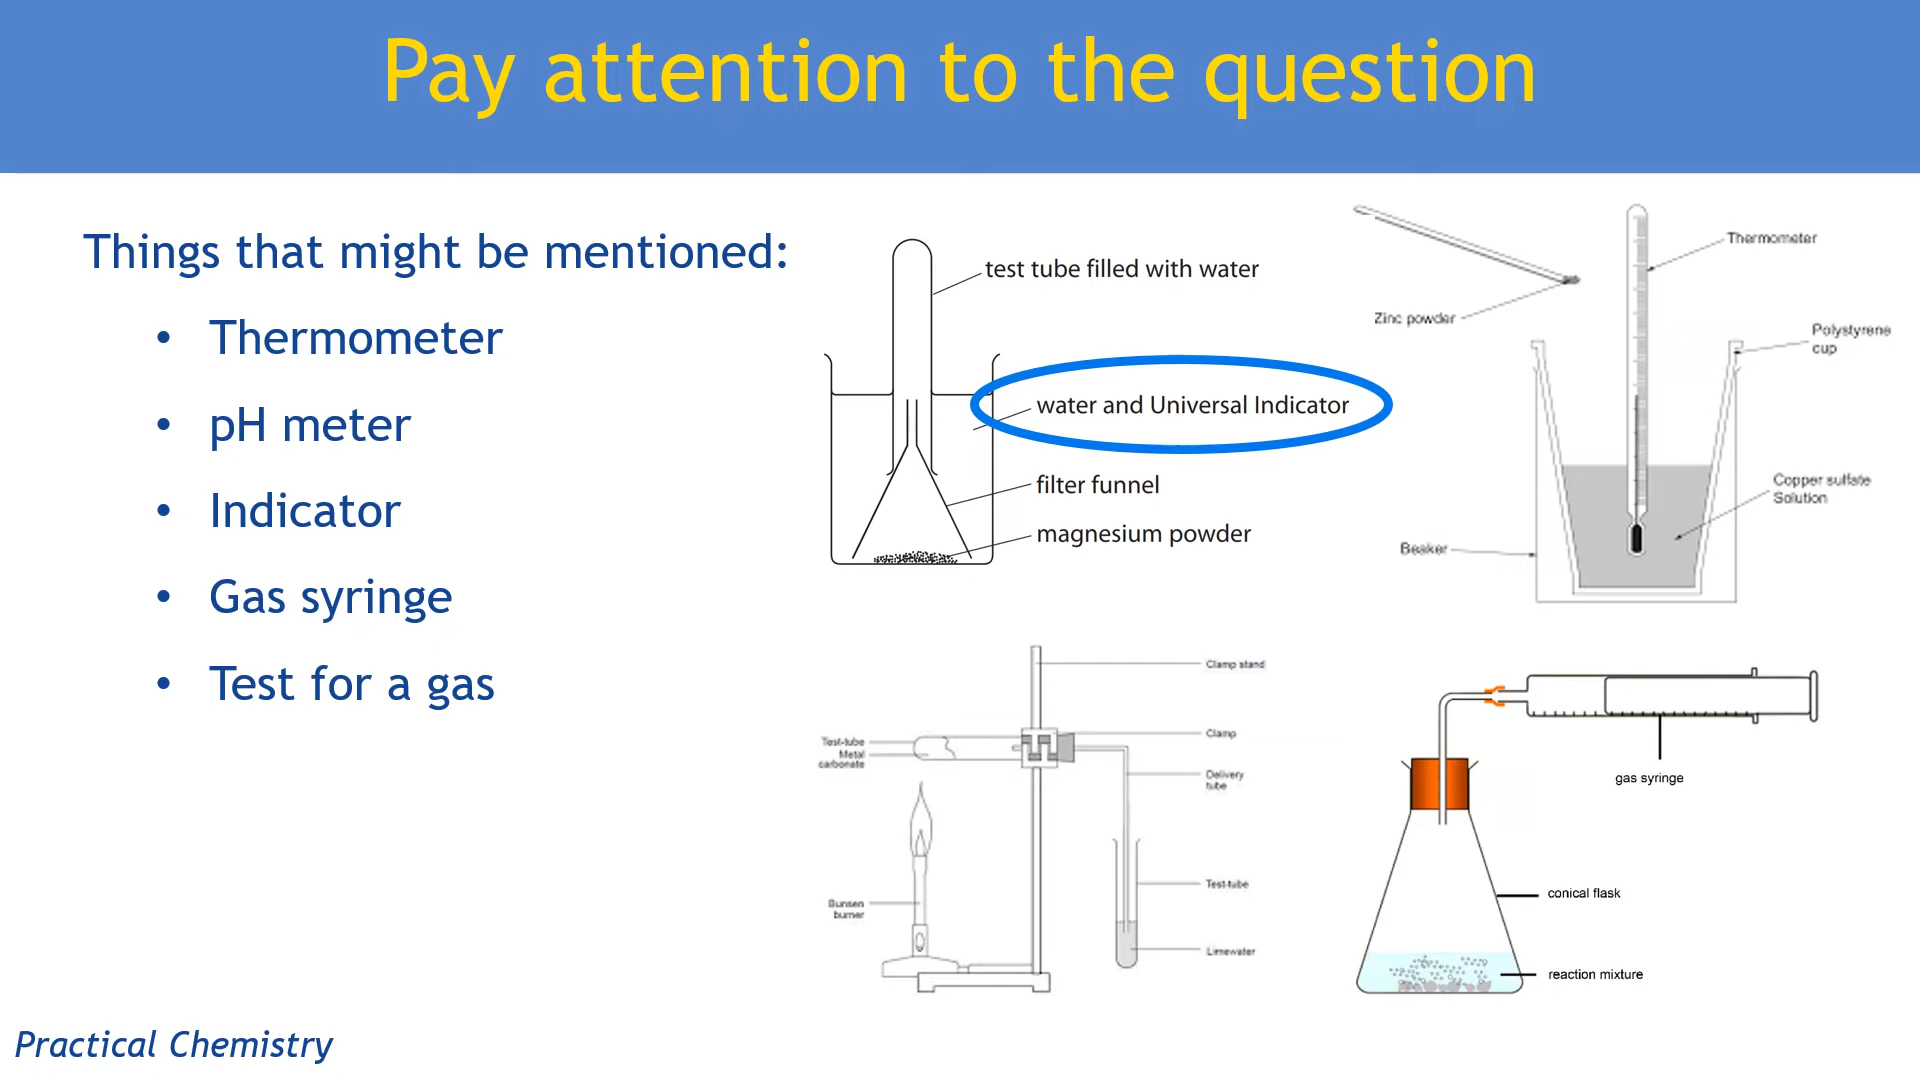 Pay attention to the question
Things that might be mentioned:
• Thermometer
• pH meter
• Indicator
• Gas syringe
• Test for a gas
test tube filled with water
water and Universal Indicator
filter funnel
magnesium powder
Thermometer
Zinc powder
Polystyrene
cup
Copper sulfate
Solution
Beaker
Clamp stand
Test-tube
Metal
carbonate
Clamp
Delivery
tube
Bunsen
burner
Test-tube
Limewater
gas syringe
conical flask
reaction mixture
Practical Chemistry